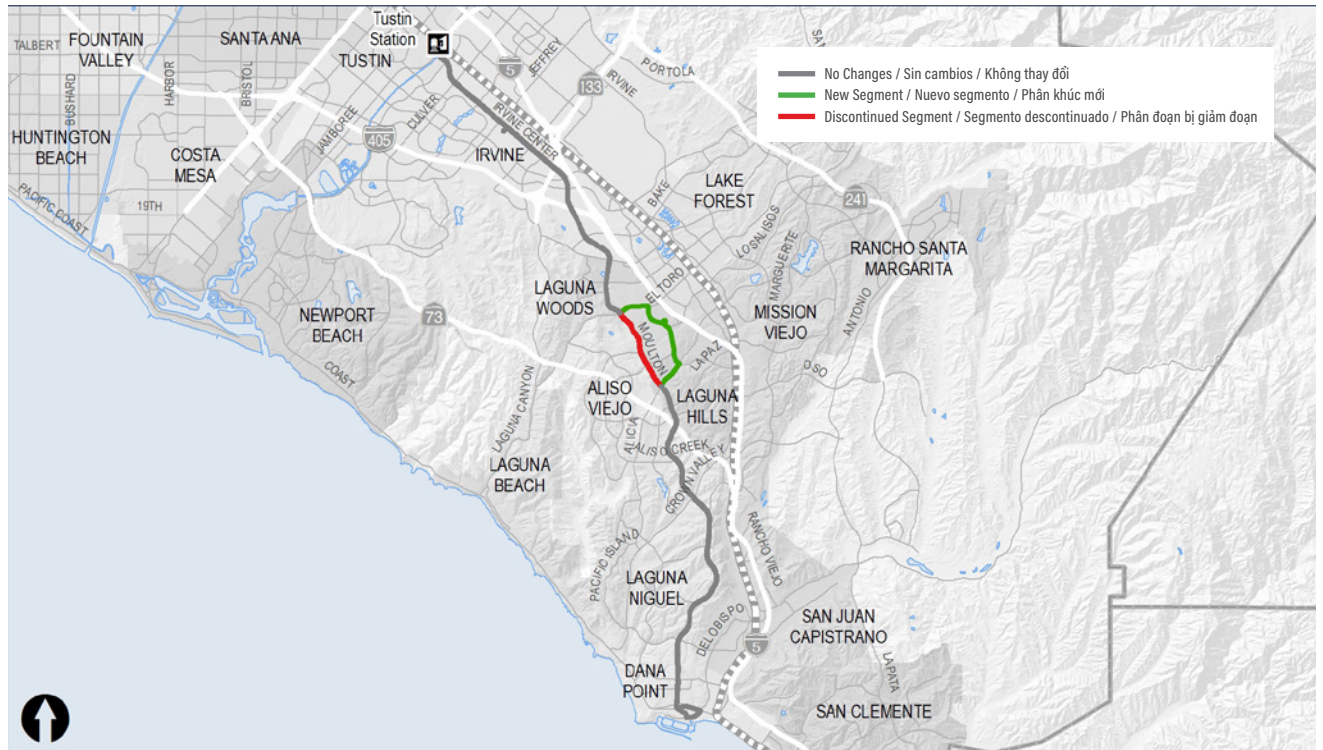 Tustin
Station
TALBERT
FOUNTAIN
VALLEY
SANTA ANA
TUSTIN
HARBOR
BRISTOL
BUSHARD
5
JEFFREY
IRVINE
133
PORTOLA
No Changes / Sin cambios / Không thay đổi
New Segment / Nuevo segmento / Phân khúc mới
Discontinued Segment / Segmento descontinuado / Phân đoạn bị giảm đoạn
HUNTINGTON
BEACH
COSTA
MESA
JAMBOREE
CULVER
405
IRVINE
IRVINE CENTER
PACIFIC COAST
19TH
LAKE
FOREST
BAKE
LOS ALISOS
MARGUERITE
241
RANCHO SANTA
MARGARITA
LAGUNA
WOODS
EL TORO
NEWPORT
BEACH
73
MISSION
VIEJO
ANTONIO
MOULTON
LA PAZ
OSO
COAST
LAGUNA CANYON
ALISO
VIEJO
LAGUNA
HILLS
ALICIA
ALISO CREEK
LAGUNA
BEACH
CROWN VALLEY
RANCHO VIEJO
PACIFIC ISLAND
LAGUNA
NIGUEL
DEL OBISPO
SAN JUAN
CAPISTRANO
5
LA PATA
DANA
POINT
SAN CLEMENTE